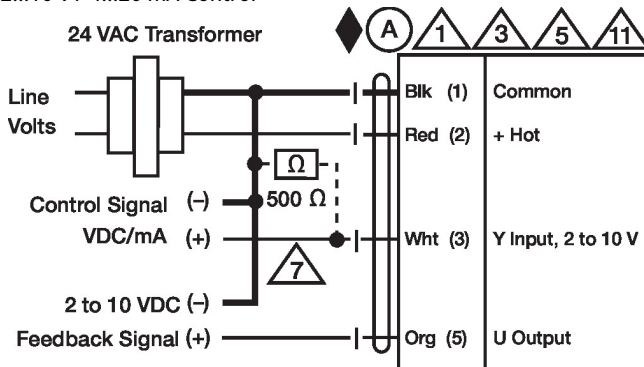 24 VAC Transformer
A 1 3 5 11
Line
Volts
Blk (1) Common
Red (2) + Hot
Ω
500 Ω
Control Signal (–)
VDC/mA (+)
Wht (3) Y Input, 2 to 10 V
7
2 to 10 VDC (–)
Feedback Signal (+)
Org (5) U Output